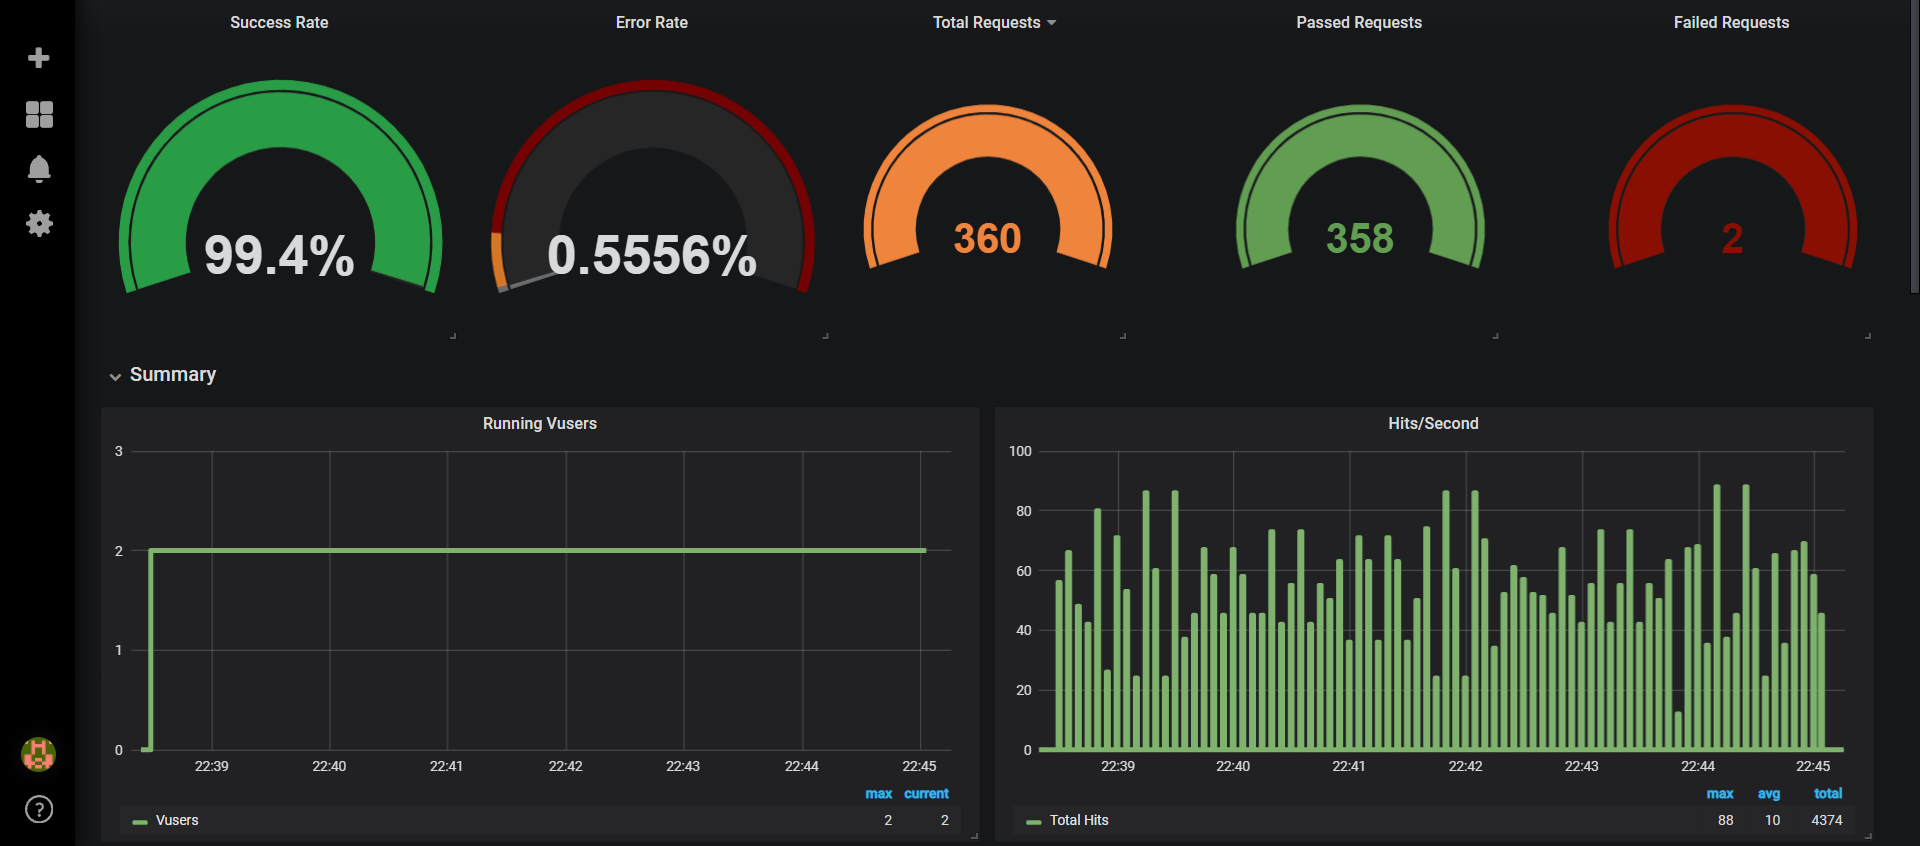 Success Rate
Error Rate
Total Requests
Passed Requests
Failed Requests
99.4%
0.5556%
360
358
2
Summary
Running Vusers
3
2
1
0
22:39 22:40 22:41 22:42 22:43 22:44 22:45
max current
Vusers 2 2
Hits/Second
100
80
60
40
20
0
22:39 22:40 22:41 22:42 22:43 22:44 22:45
max avg total
Total Hits 88 10 4374
?